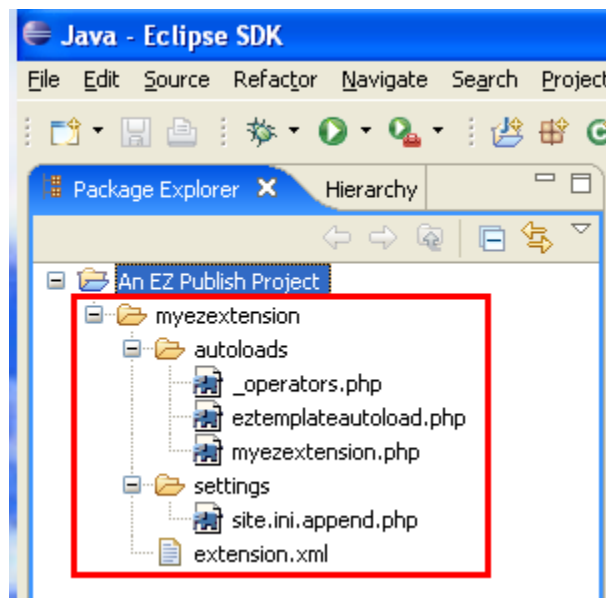 Java - Eclipse SDK
File Edit Source Refactor Navigate Search Project
Package Explorer Hierarchy
An EZ Publish Project
myezextension
autoloads
_operators.php
eztemplateautoload.php
myezextension.php
settings
site.ini.append.php
extension.xml